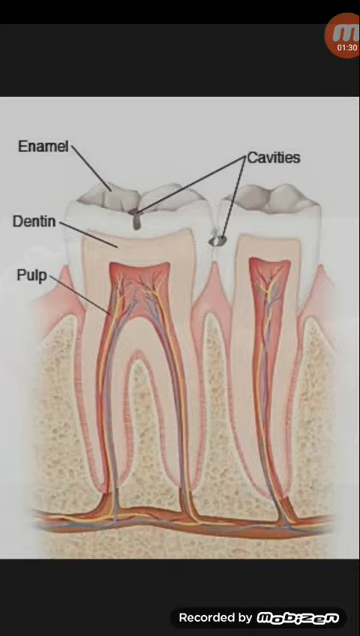 01:30
Enamel
Cavities
Dentin
Pulp
Recorded by Mobizen